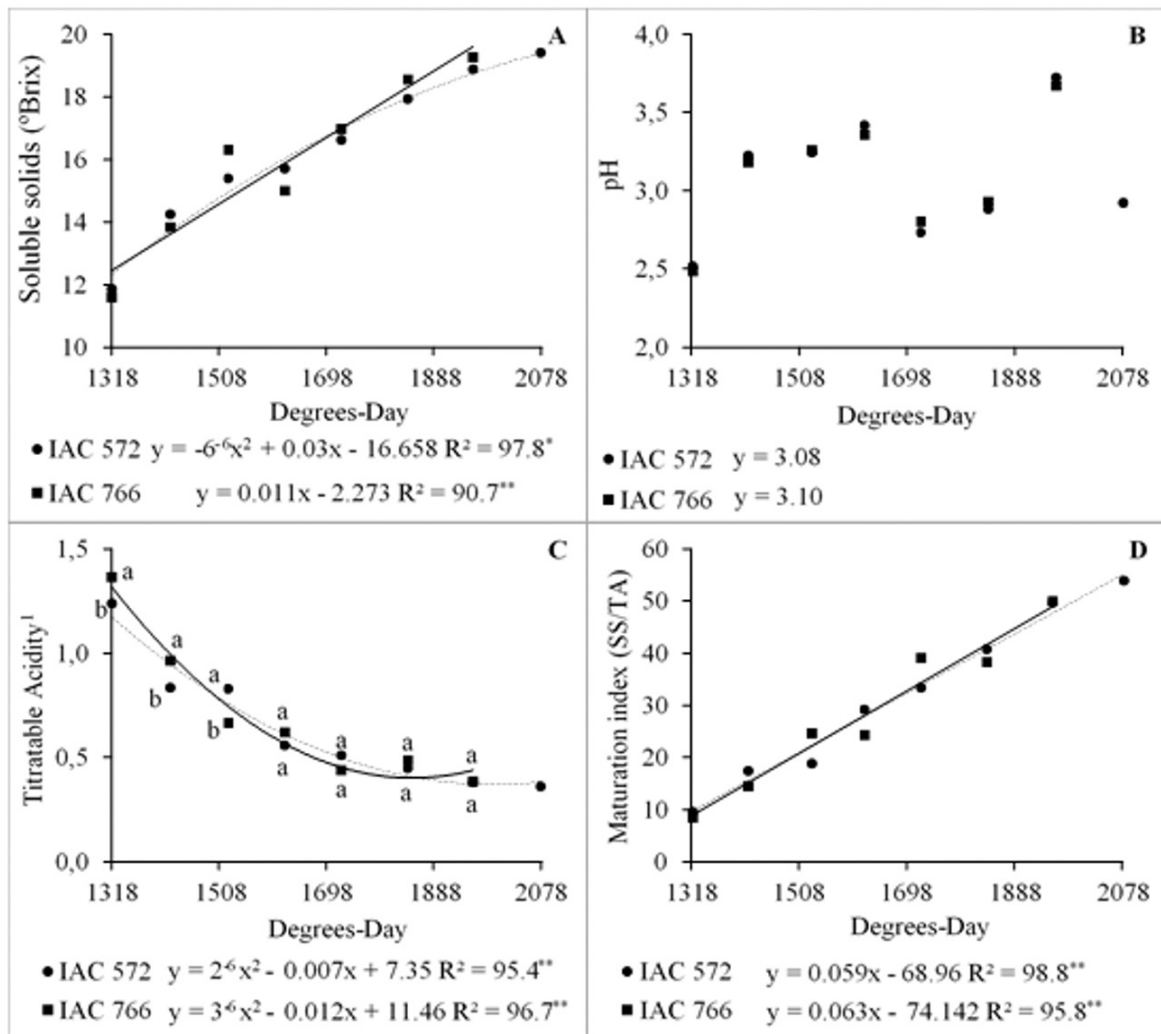 A
20
18
16
14
12
10
Soluble solids (ºBrix)
1318 1508 1698 1888 2078
Degrees-Day
● IAC 572 y = -6⁻⁶x² + 0.03x - 16.658 R² = 97.8*
■ IAC 766 y = 0.011x - 2.273 R² = 90.7**
B
4,0
3,5
3,0
2,5
2,0
pH
1318 1508 1698 1888 2078
Degrees-Day
● IAC 572 y = 3.08
■ IAC 766 y = 3.10
C
1,5
1,0
0,5
0,0
Titratable Acidity¹
a
b
a
b
a
b
a
a
a
a
a
a
a
a
1318 1508 1698 1888 2078
Degrees-Day
● IAC 572 y = 2⁻⁶x² - 0.007x + 7.35 R² = 95.4**
■ IAC 766 y = 3⁻⁶x² - 0.012x + 11.46 R² = 96.7**
D
60
50
40
30
20
10
0
Maturation index (SS/TA)
1318 1508 1698 1888 2078
Degrees-Day
● IAC 572 y = 0.059x - 68.96 R² = 98.8**
■ IAC 766 y = 0.063x - 74.142 R² = 95.8**